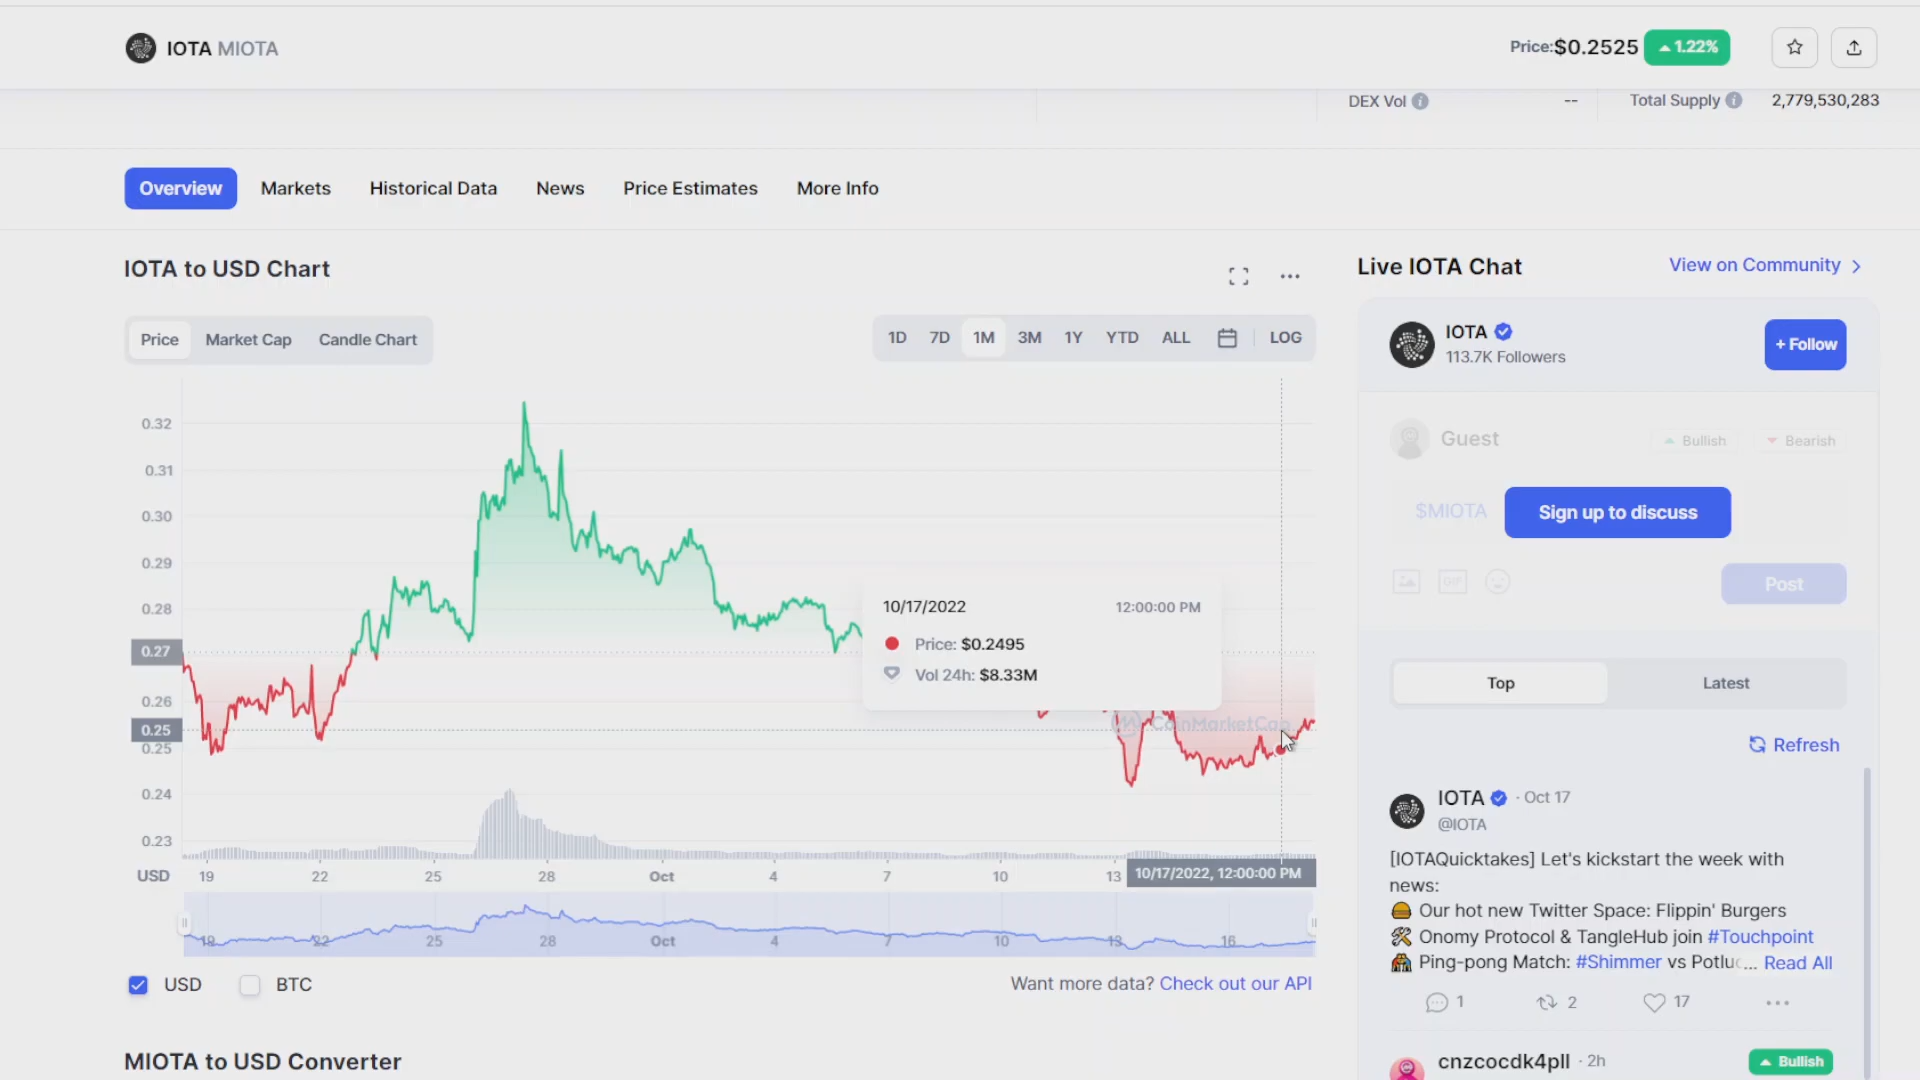 IOTA MIOTA
Price:$0.2525 1.22%
DEX Vol -- Total Supply 2,779,530,283
Overview Markets Historical Data News Price Estimates More Info
IOTA to USD Chart
Price Market Cap Candle Chart
1D 7D 1M 3M 1Y YTD ALL LOG
0.32
0.31
0.30
0.29
0.28
0.27
0.26
0.25
0.25
0.24
0.23
10/17/2022 12:00:00 PM
Price: $0.2495
Vol 24h: $8.33M
CoinMarketCap
USD 19 22 25 28 Oct 4 7 10 13 10/17/2022, 12:00:00 PM
19 22 25 28 Oct 4 7 10 13 16
USD BTC
Want more data? Check out our API
MIOTA to USD Converter
Live IOTA Chat View on Community
IOTA
113.7K Followers
+ Follow
Guest Bullish Bearish
$MIOTA Sign up to discuss
GIF
Post
Top Latest
Refresh
IOTA · Oct 17
@IOTA
[IOTAQuicktakes] Let's kickstart the week with
news:
Our hot new Twitter Space: Flippin' Burgers
Onomy Protocol & TangleHub join #Touchpoint
Ping-pong Match: #Shimmer vs Potlu... Read All
1 2 17
cnzcocdk4pll · 2h Bullish